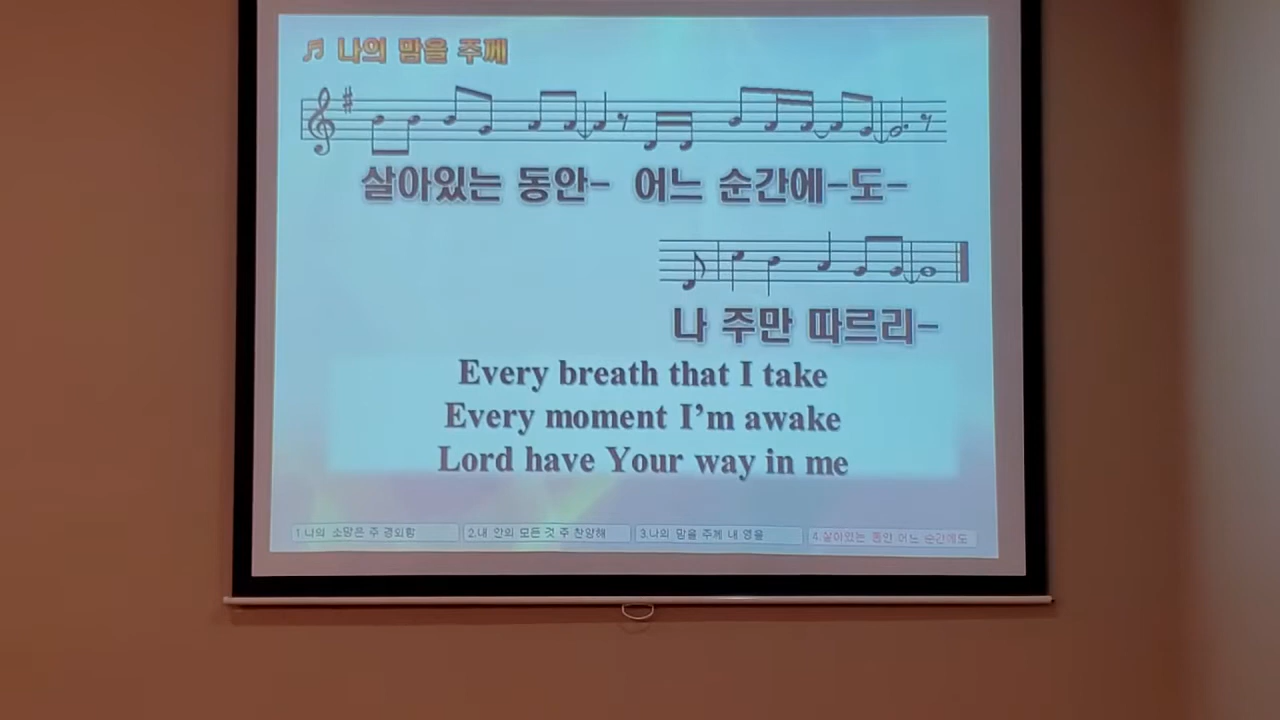 나의 맘을 주께
살아있는 동안- 어느 순간에-도-
나 주만 따르리-
Every breath that I take
Every moment I'm awake
Lord have Your way in me
1.나의 소망은 주 경외함
2.내 안의 모든 것 주 찬양해
3.나의 맘을 주께 내 영을
4.살아있는 동안 어느 순간에도